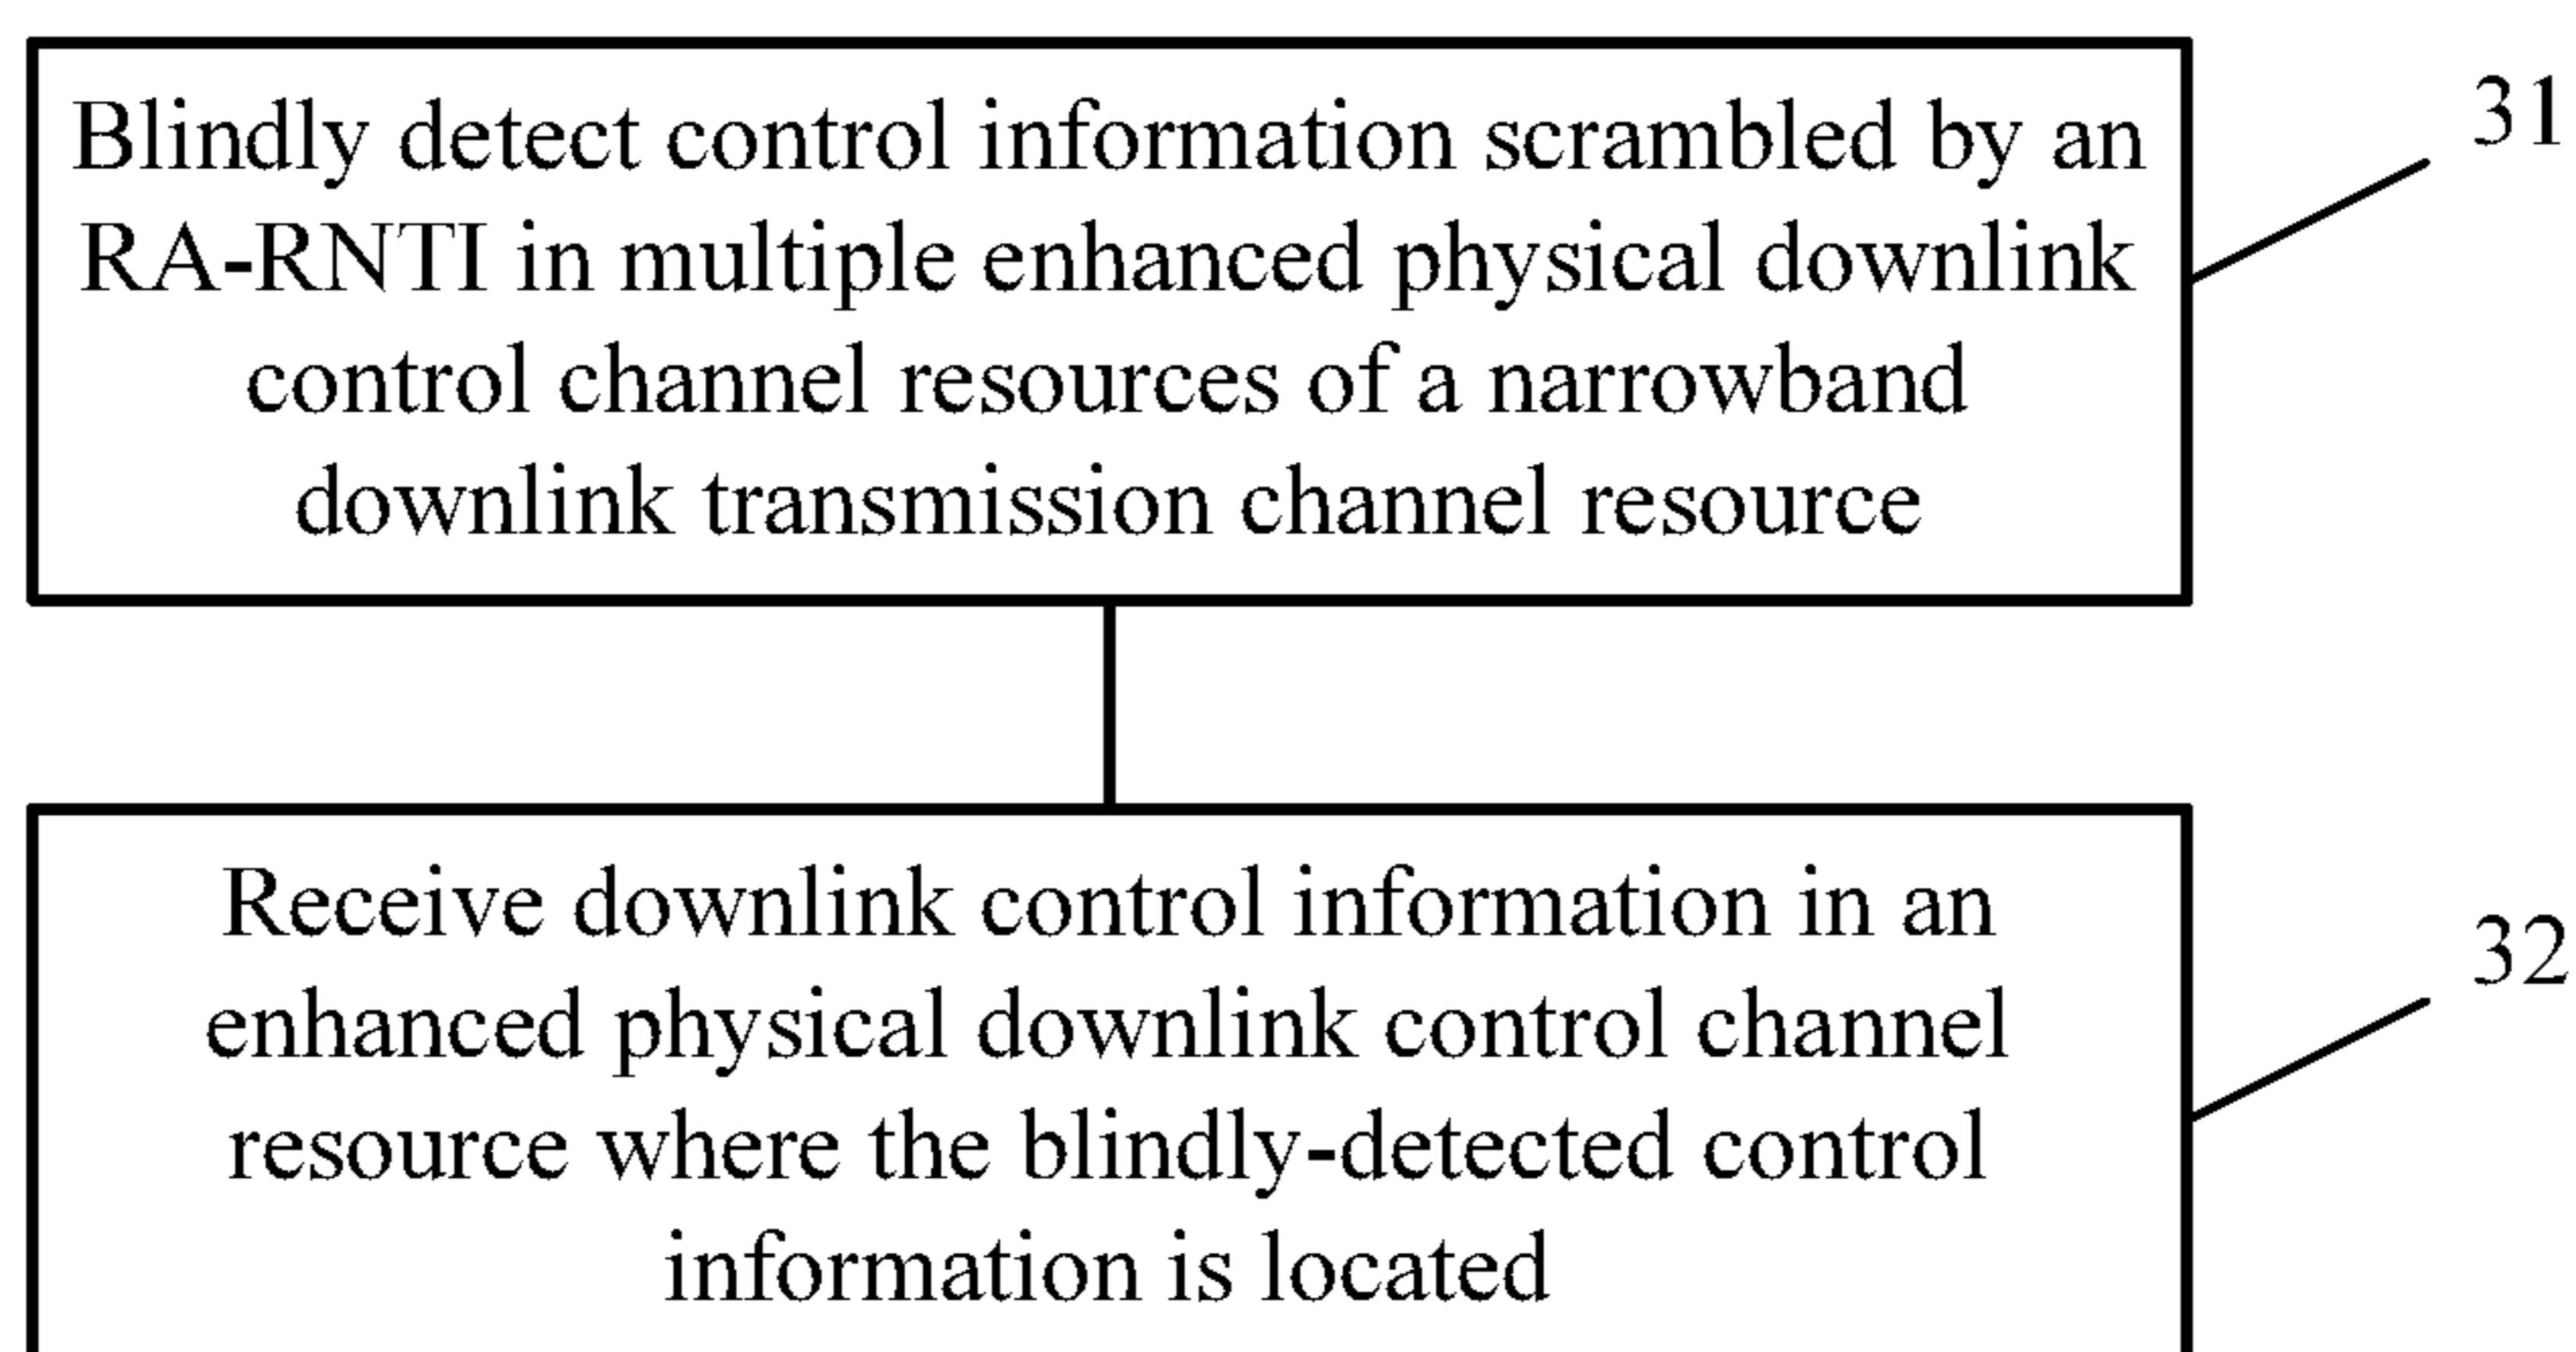 Blindly detect control information scrambled by an
RA-RNTI in multiple enhanced physical downlink
control channel resources of a narrowband
downlink transmission channel resource
31
Receive downlink control information in an
enhanced physical downlink control channel
resource where the blindly-detected control
information is located
32